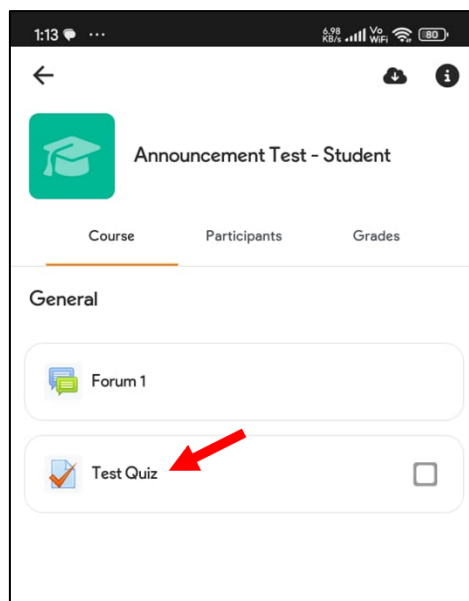 1:13 ... 6.98 KB/s Vo WiFi 80
Announcement Test - Student
Course Participants Grades
General
Forum 1
Test Quiz